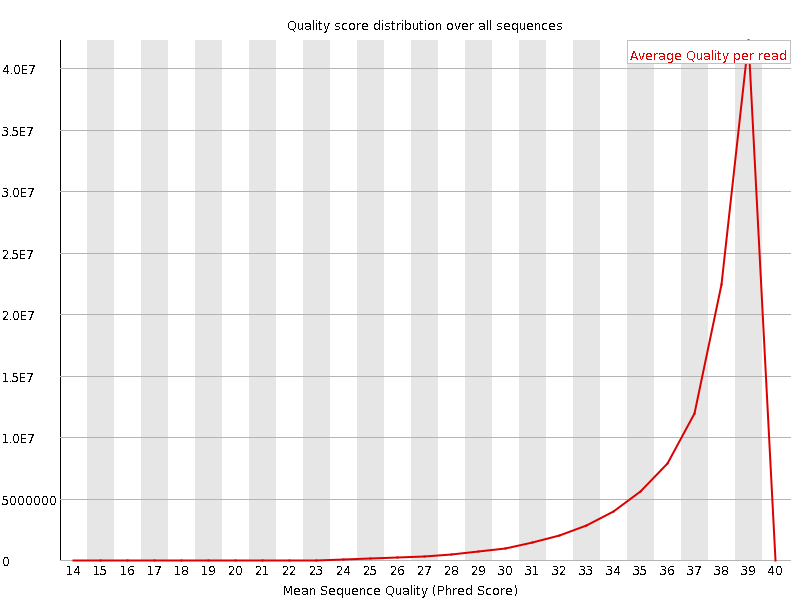 Quality score distribution over all sequences
Average Quality per read
4.0E7
3.5E7
3.0E7
2.5E7
2.0E7
1.5E7
1.0E7
5000000
0
14 15 16 17 18 19 20 21 22 23 24 25 26 27 28 29 30 31 32 33 34 35 36 37 38 39 40
Mean Sequence Quality (Phred Score)